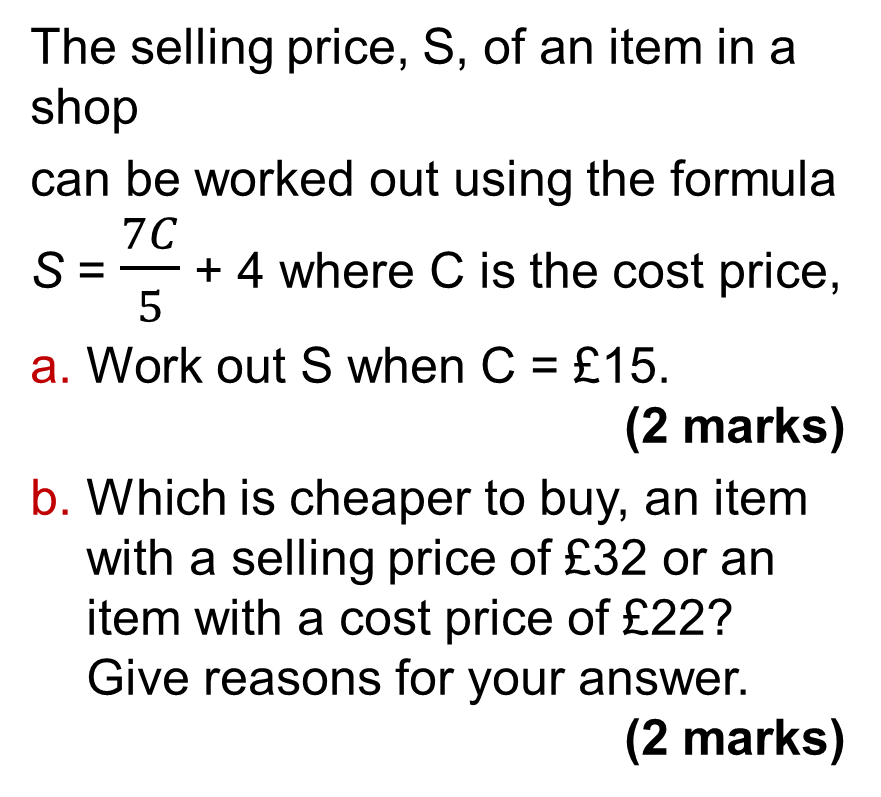 The selling price, S, of an item in a
shop
can be worked out using the formula
S = 7C/5 + 4 where C is the cost price,
a. Work out S when C = £15.
(2 marks)
b. Which is cheaper to buy, an item
with a selling price of £32 or an
item with a cost price of £22?
Give reasons for your answer.
(2 marks)